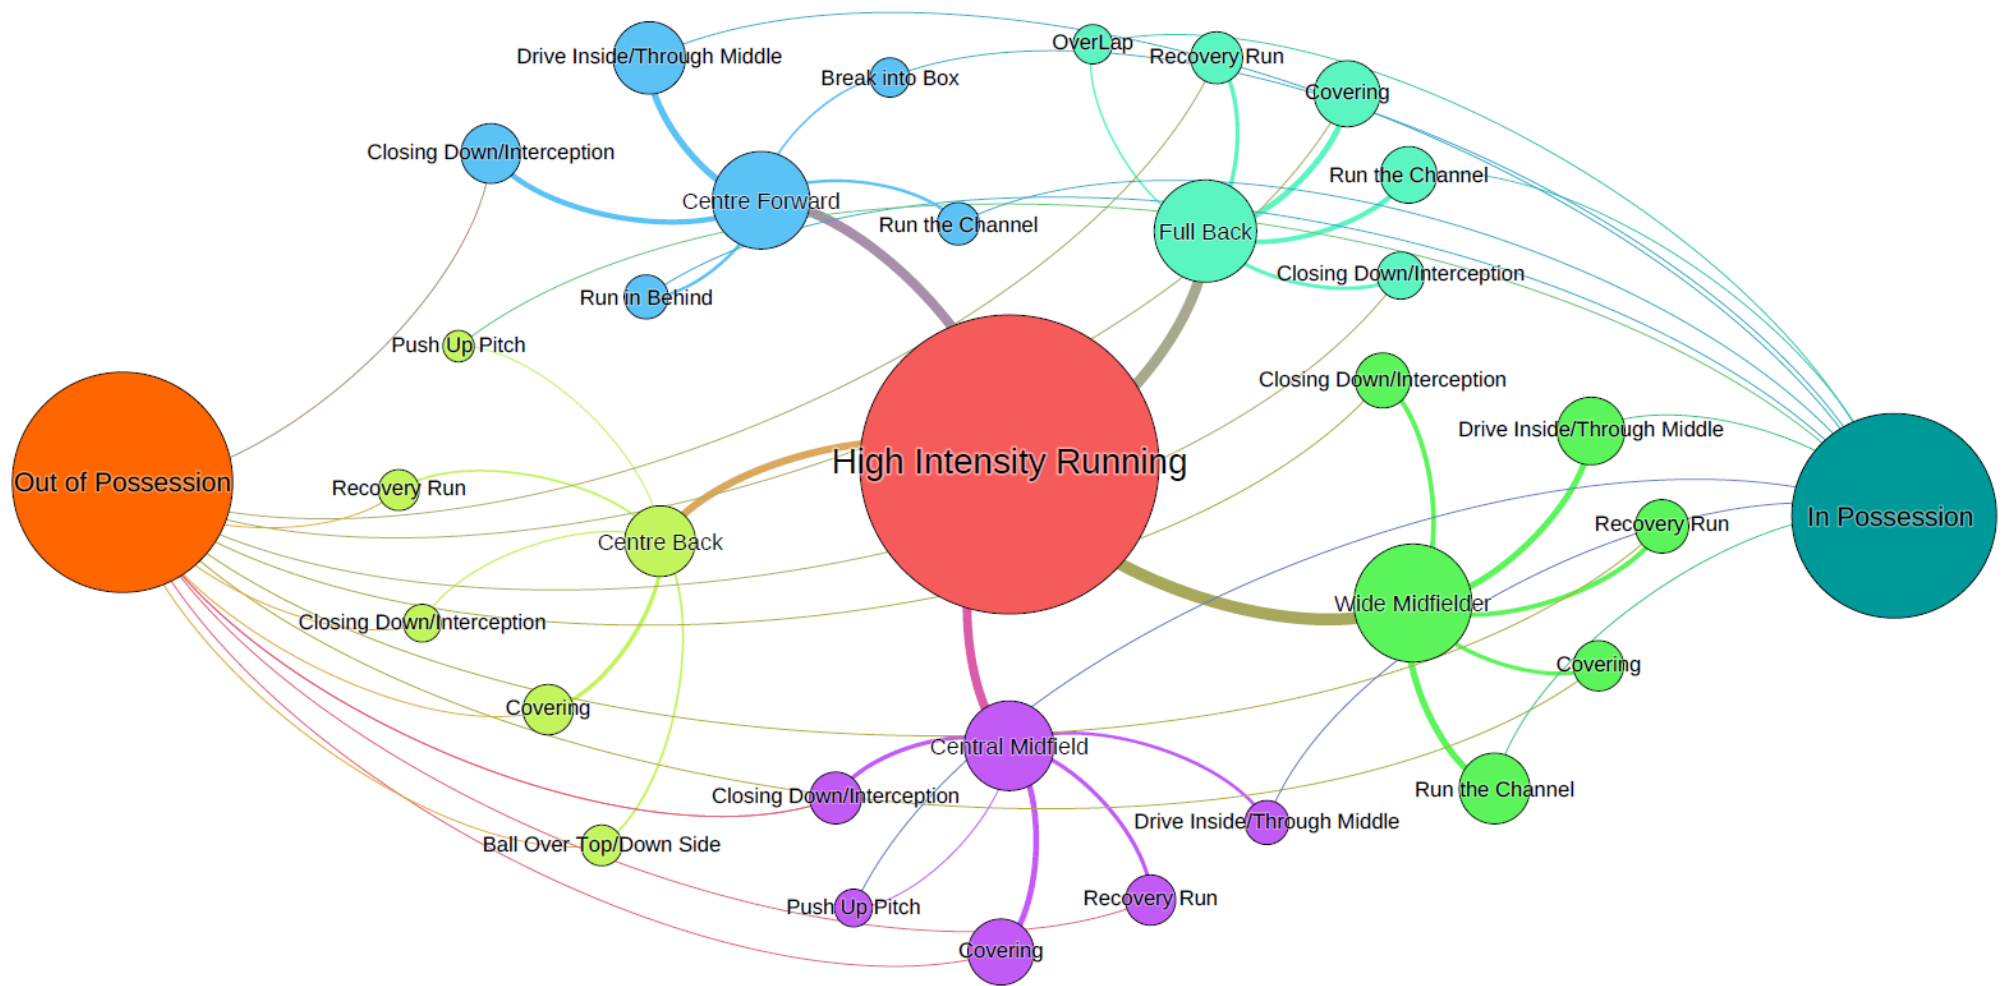 OverLap
Drive Inside/Through Middle
Recovery Run
Break into Box
Covering
Closing Down/Interception
Run the Channel
Centre Forward
Run the Channel
Full Back
Closing Down/Interception
Run in Behind
Push Up Pitch
Closing Down/Interception
Drive Inside/Through Middle
High Intensity Running
Out of Possession
Recovery Run
In Possession
Recovery Run
Centre Back
Wide Midfielder
Closing Down/Interception
Covering
Covering
Central Midfield
Run the Channel
Closing Down/Interception
Drive Inside/Through Middle
Ball Over Top/Down Side
Recovery Run
Push Up Pitch
Covering